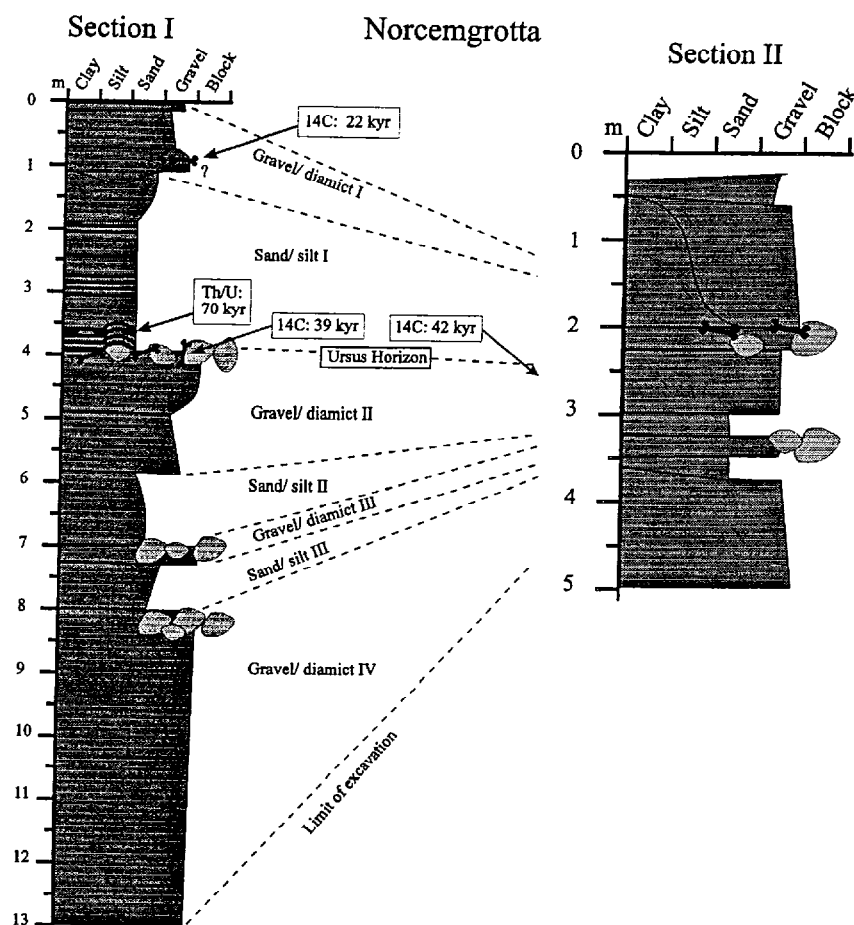 Norcemgrotta
Section I
m
Clay
Silt
Sand
Gravel
Block
0
1
2
3
4
5
6
7
8
9
10
11
12
13
14C: 22 kyr
?
Gravel/ diamict I
Sand/ silt I
Th/U:
70 kyr
14C: 39 kyr
14C: 42 kyr
Ursus Horizon
Gravel/ diamict II
Sand/ silt II
Gravel/ diamict III
Sand/ silt III
Gravel/ diamict IV
Limit of excavation
Section II
m
Clay
Silt
Sand
Gravel
Block
0
1
2
3
4
5